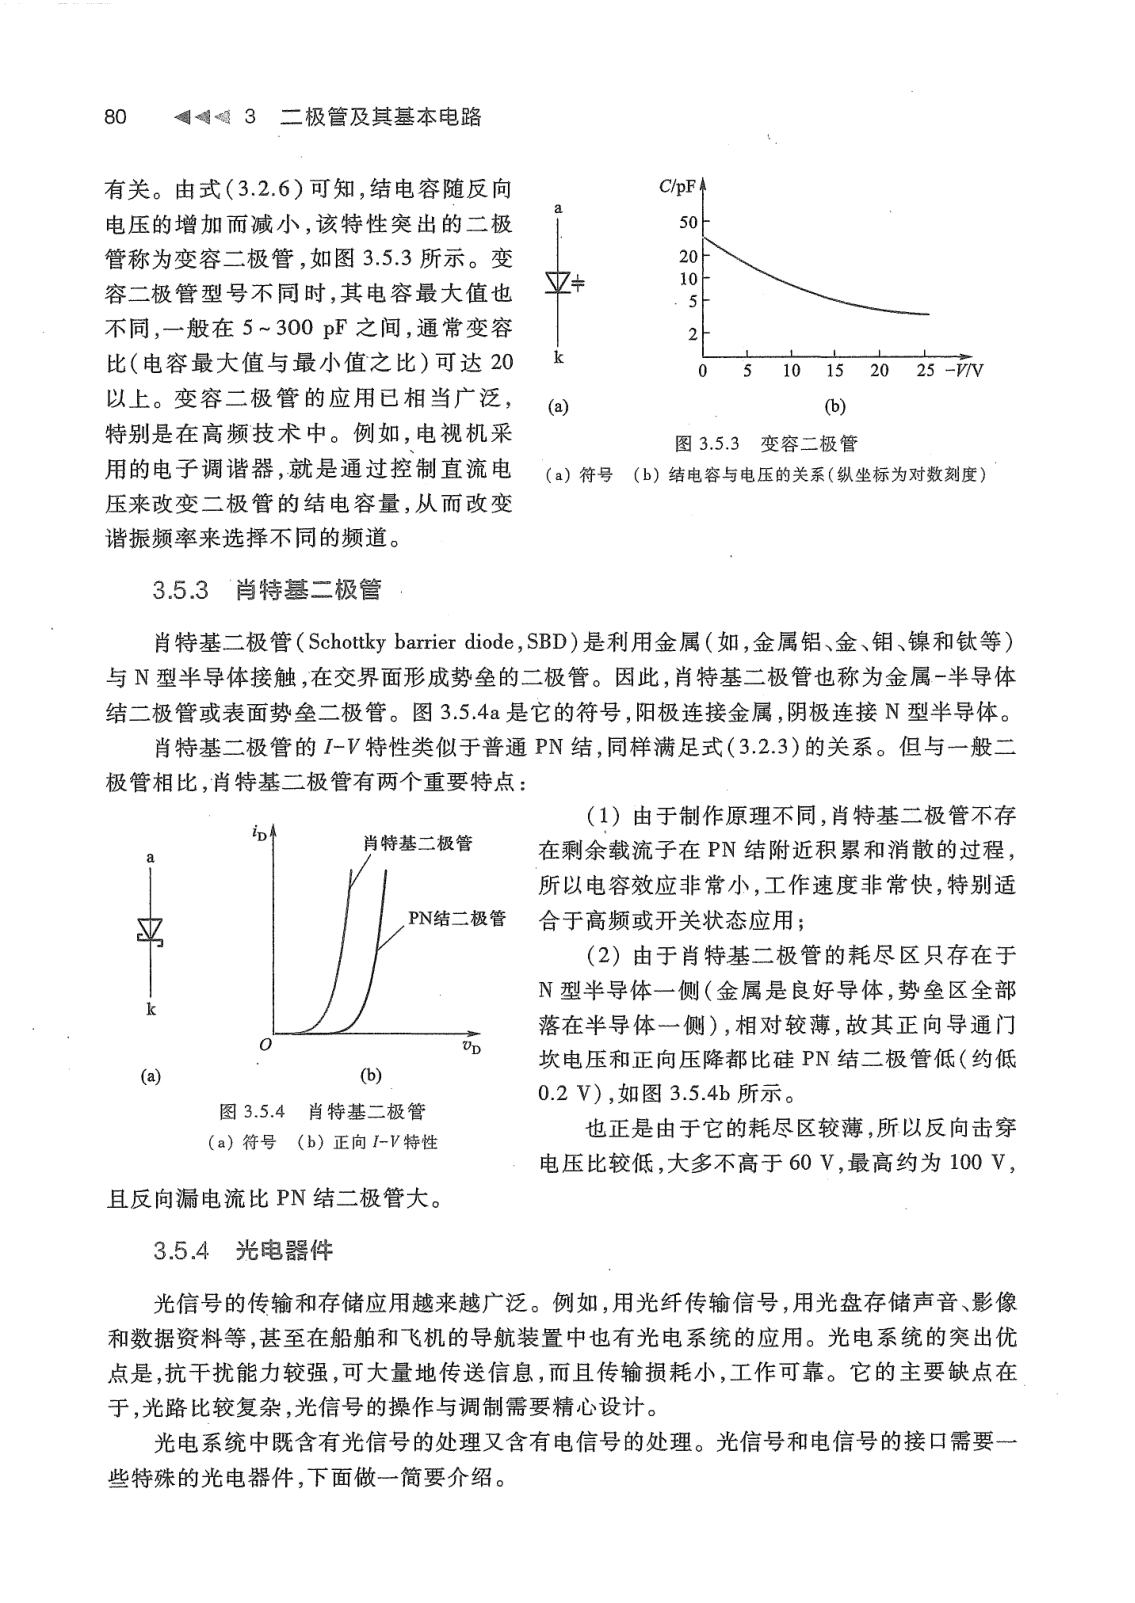 80 3 二极管及其基本电路
有关。由式(3.2.6)可知,结电容随反向
电压的增加而减小,该特性突出的二极
管称为变容二极管,如图 3.5.3 所示。变
容二极管型号不同时,其电容最大值也
不同,一般在 5~300 pF 之间,通常变容
比(电容最大值与最小值之比)可达 20
以上。变容二极管的应用已相当广泛,
特别是在高频技术中。例如,电视机采
用的电子调谐器,就是通过控制直流电
压来改变二极管的结电容量,从而改变
谐振频率来选择不同的频道。
a
k
(a)
C/pF
50
20
10
5
2
0 5 10 15 20 25 -V/V
(b)
图 3.5.3 变容二极管
(a) 符号 (b) 结电容与电压的关系(纵坐标为对数刻度)
3.5.3 肖特基二极管
肖特基二极管(Schottky barrier diode,SBD)是利用金属(如,金属铝、金、钼、镍和钛等)
与 N 型半导体接触,在交界面形成势垒的二极管。因此,肖特基二极管也称为金属-半导体
结二极管或表面势垒二极管。图 3.5.4a 是它的符号,阳极连接金属,阴极连接 N 型半导体。
肖特基二极管的 I-V 特性类似于普通 PN 结,同样满足式(3.2.3)的关系。但与一般二
极管相比,肖特基二极管有两个重要特点:
a
k
(a)
iD
肖特基二极管
PN结二极管
O
vD
(b)
图 3.5.4 肖特基二极管
(a) 符号 (b) 正向 I-V 特性
(1) 由于制作原理不同,肖特基二极管不存
在剩余载流子在 PN 结附近积累和消散的过程,
所以电容效应非常小,工作速度非常快,特别适
合于高频或开关状态应用;
(2) 由于肖特基二极管的耗尽区只存在于
N 型半导体一侧(金属是良好导体,势垒区全部
落在半导体一侧),相对较薄,故其正向导通门
坎电压和正向压降都比硅 PN 结二极管低(约低
0.2 V),如图 3.5.4b 所示。
也正是由于它的耗尽区较薄,所以反向击穿
电压比较低,大多不高于 60 V,最高约为 100 V,
且反向漏电流比 PN 结二极管大。
3.5.4 光电器件
光信号的传输和存储应用越来越广泛。例如,用光纤传输信号,用光盘存储声音、影像
和数据资料等,甚至在船舶和飞机的导航装置中也有光电系统的应用。光电系统的突出优
点是,抗干扰能力较强,可大量地传送信息,而且传输损耗小,工作可靠。它的主要缺点在
于,光路比较复杂,光信号的操作与调制需要精心设计。
光电系统中既含有光信号的处理又含有电信号的处理。光信号和电信号的接口需要一
些特殊的光电器件,下面做一简要介绍。